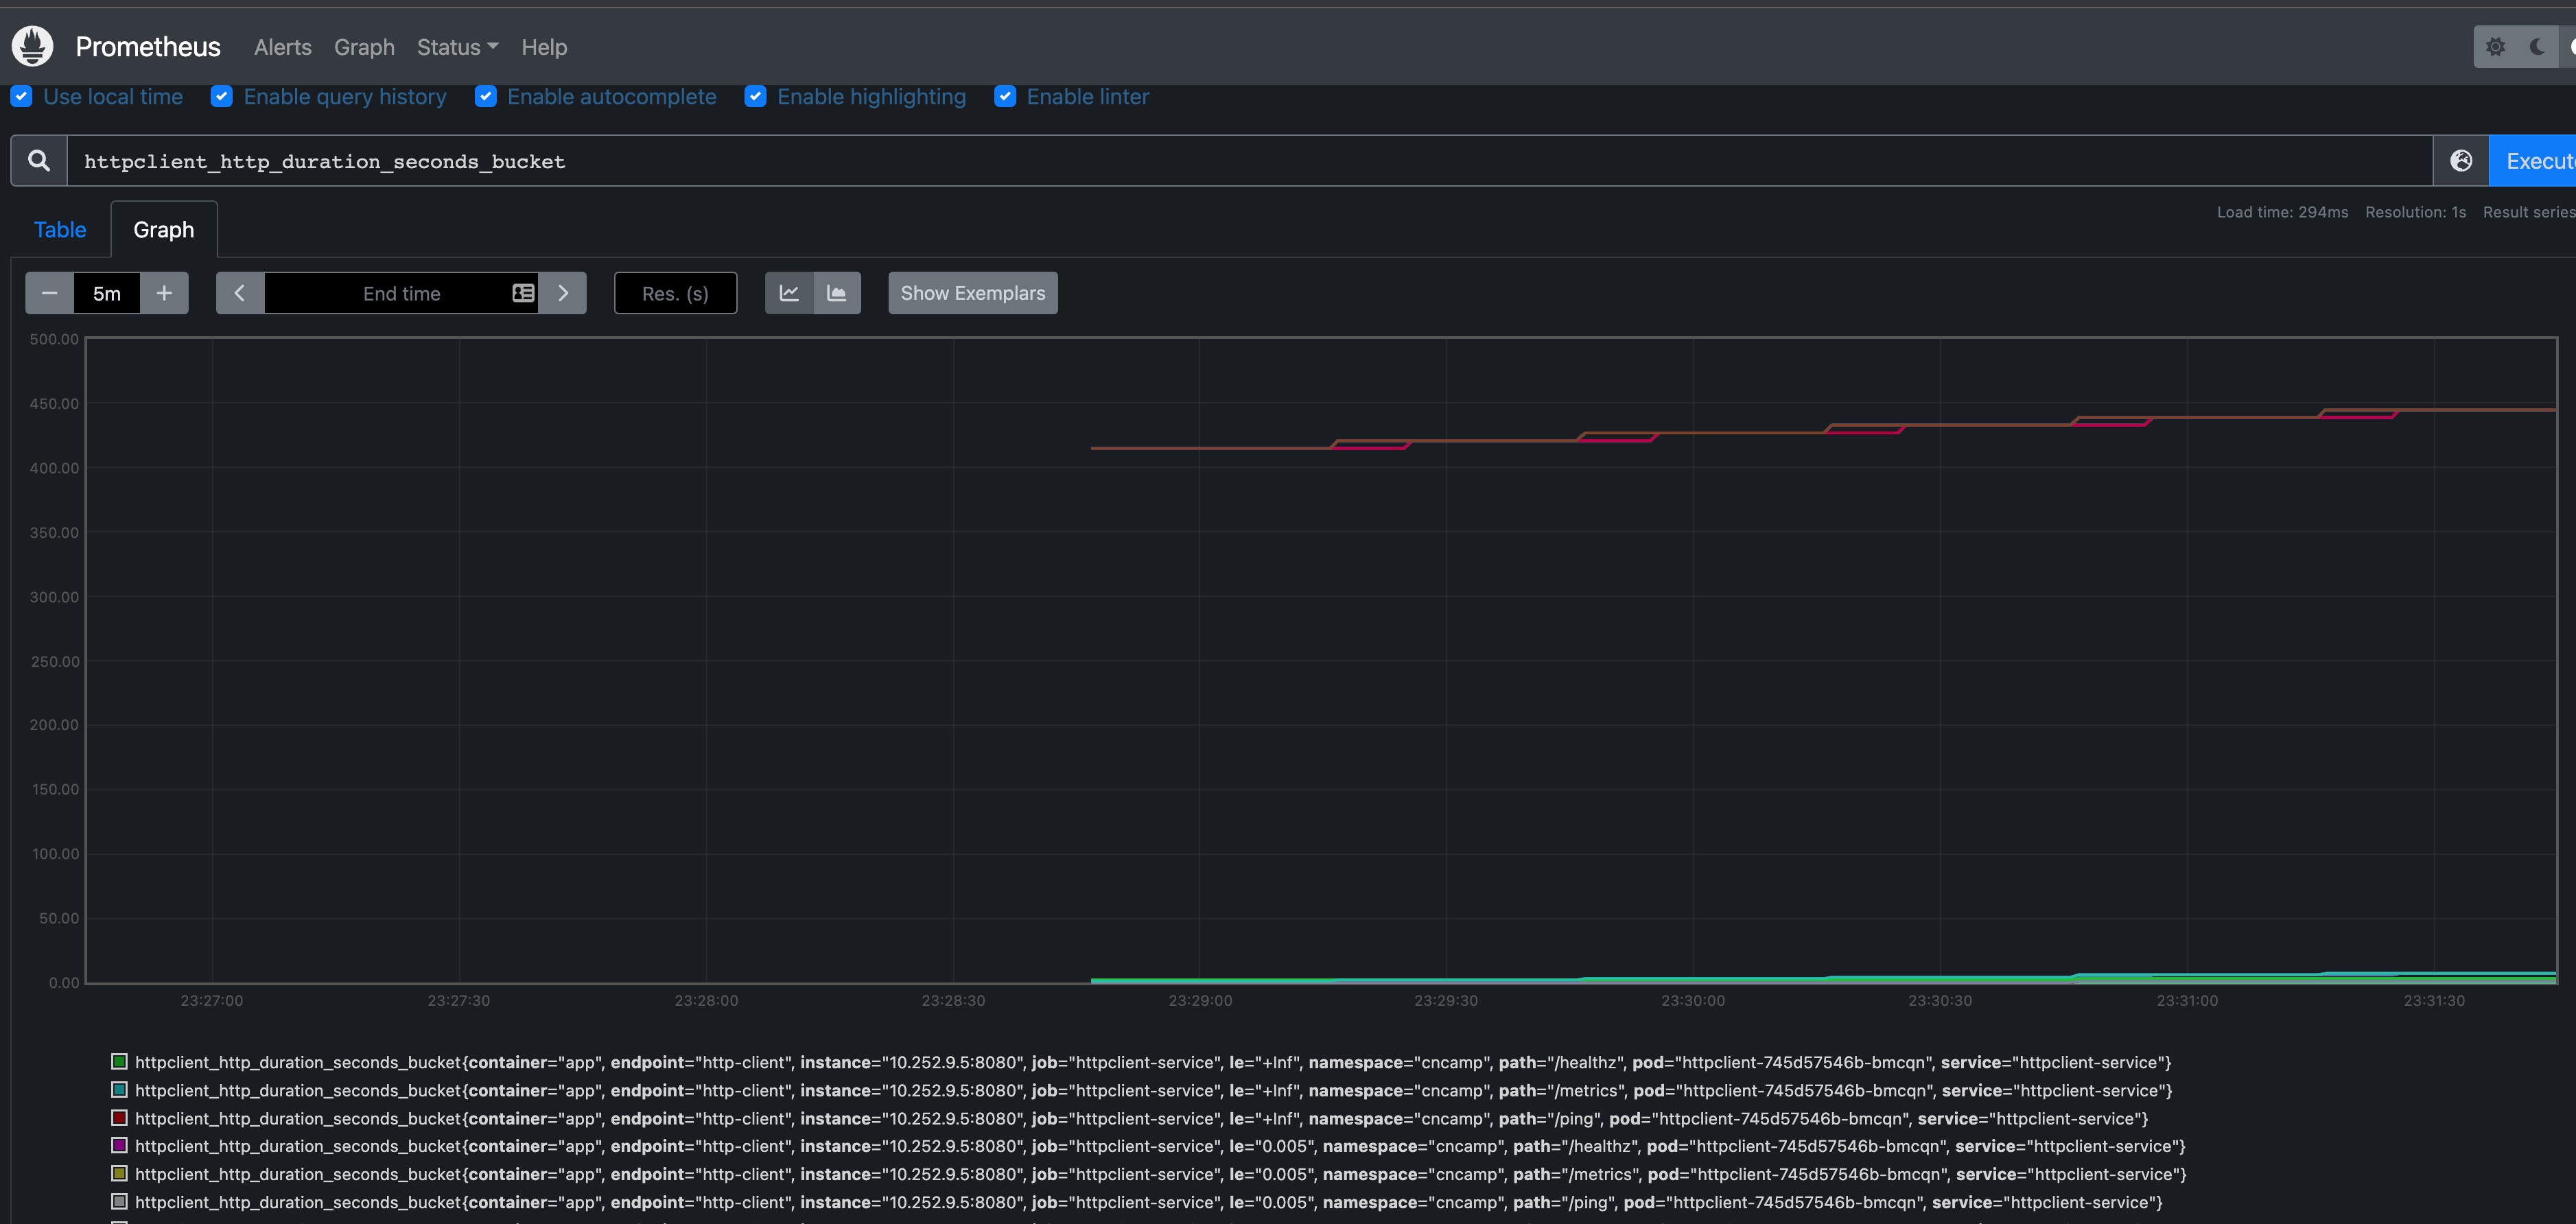 Prometheus Alerts Graph Status Help
Use local time Enable query history Enable autocomplete Enable highlighting Enable linter
httpclient_http_duration_seconds_bucket
Table Graph
Load time: 294ms Resolution: 1s Result series
5m End time Res. (s) Show Exemplars
500.00
450.00
400.00
350.00
300.00
250.00
200.00
150.00
100.00
50.00
0.00
23:27:00 23:27:30 23:28:00 23:28:30 23:29:00 23:29:30 23:30:00 23:30:30 23:31:00 23:31:30
httpclient_http_duration_seconds_bucket{container="app", endpoint="http-client", instance="10.252.9.5:8080", job="httpclient-service", le="+Inf", namespace="cncamp", path="/healthz", pod="httpclient-745d57546b-bmcqn", service="httpclient-service"}
httpclient_http_duration_seconds_bucket{container="app", endpoint="http-client", instance="10.252.9.5:8080", job="httpclient-service", le="+Inf", namespace="cncamp", path="/metrics", pod="httpclient-745d57546b-bmcqn", service="httpclient-service"}
httpclient_http_duration_seconds_bucket{container="app", endpoint="http-client", instance="10.252.9.5:8080", job="httpclient-service", le="+Inf", namespace="cncamp", path="/ping", pod="httpclient-745d57546b-bmcqn", service="httpclient-service"}
httpclient_http_duration_seconds_bucket{container="app", endpoint="http-client", instance="10.252.9.5:8080", job="httpclient-service", le="0.005", namespace="cncamp", path="/healthz", pod="httpclient-745d57546b-bmcqn", service="httpclient-service"}
httpclient_http_duration_seconds_bucket{container="app", endpoint="http-client", instance="10.252.9.5:8080", job="httpclient-service", le="0.005", namespace="cncamp", path="/metrics", pod="httpclient-745d57546b-bmcqn", service="httpclient-service"}
httpclient_http_duration_seconds_bucket{container="app", endpoint="http-client", instance="10.252.9.5:8080", job="httpclient-service", le="0.005", namespace="cncamp", path="/ping", pod="httpclient-745d57546b-bmcqn", service="httpclient-service"}